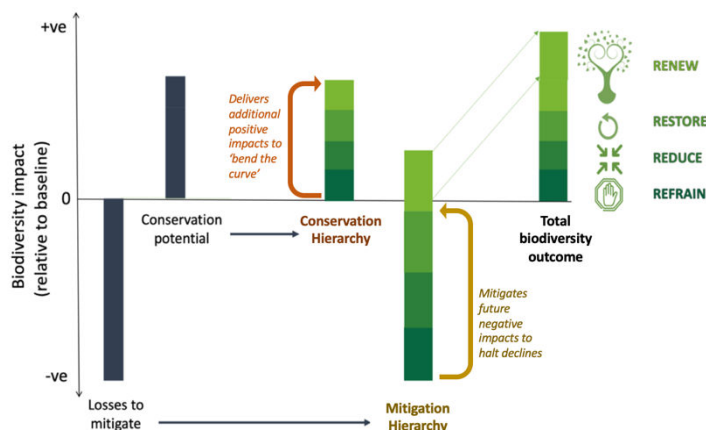 +ve
0
-ve
Biodiversity impact
(relative to baseline)
Delivers
additional
positive
impacts to
‘bend the
curve’
Conservation
potential
Conservation
Hierarchy
Total
biodiversity
outcome
RENEW
RESTORE
REDUCE
REFRAIN
Mitigates
future
negative
impacts to
halt declines
Losses to
mitigate
Mitigation
Hierarchy